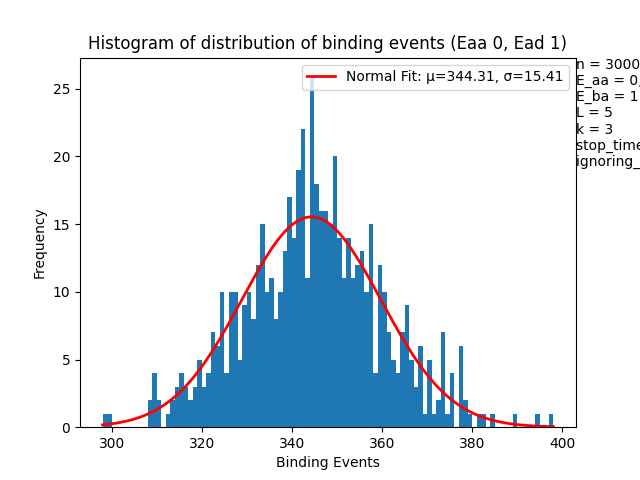 Histogram of distribution of binding events (Eaa 0, Ead 1)
Normal Fit: μ=344.31, σ=15.41
n = 3000
E_aa = 0,
E_ba = 1
L = 5
k = 3
stop_time
ignoring_
Frequency
25
20
15
10
5
0
300 320 340 360 380 400
Binding Events